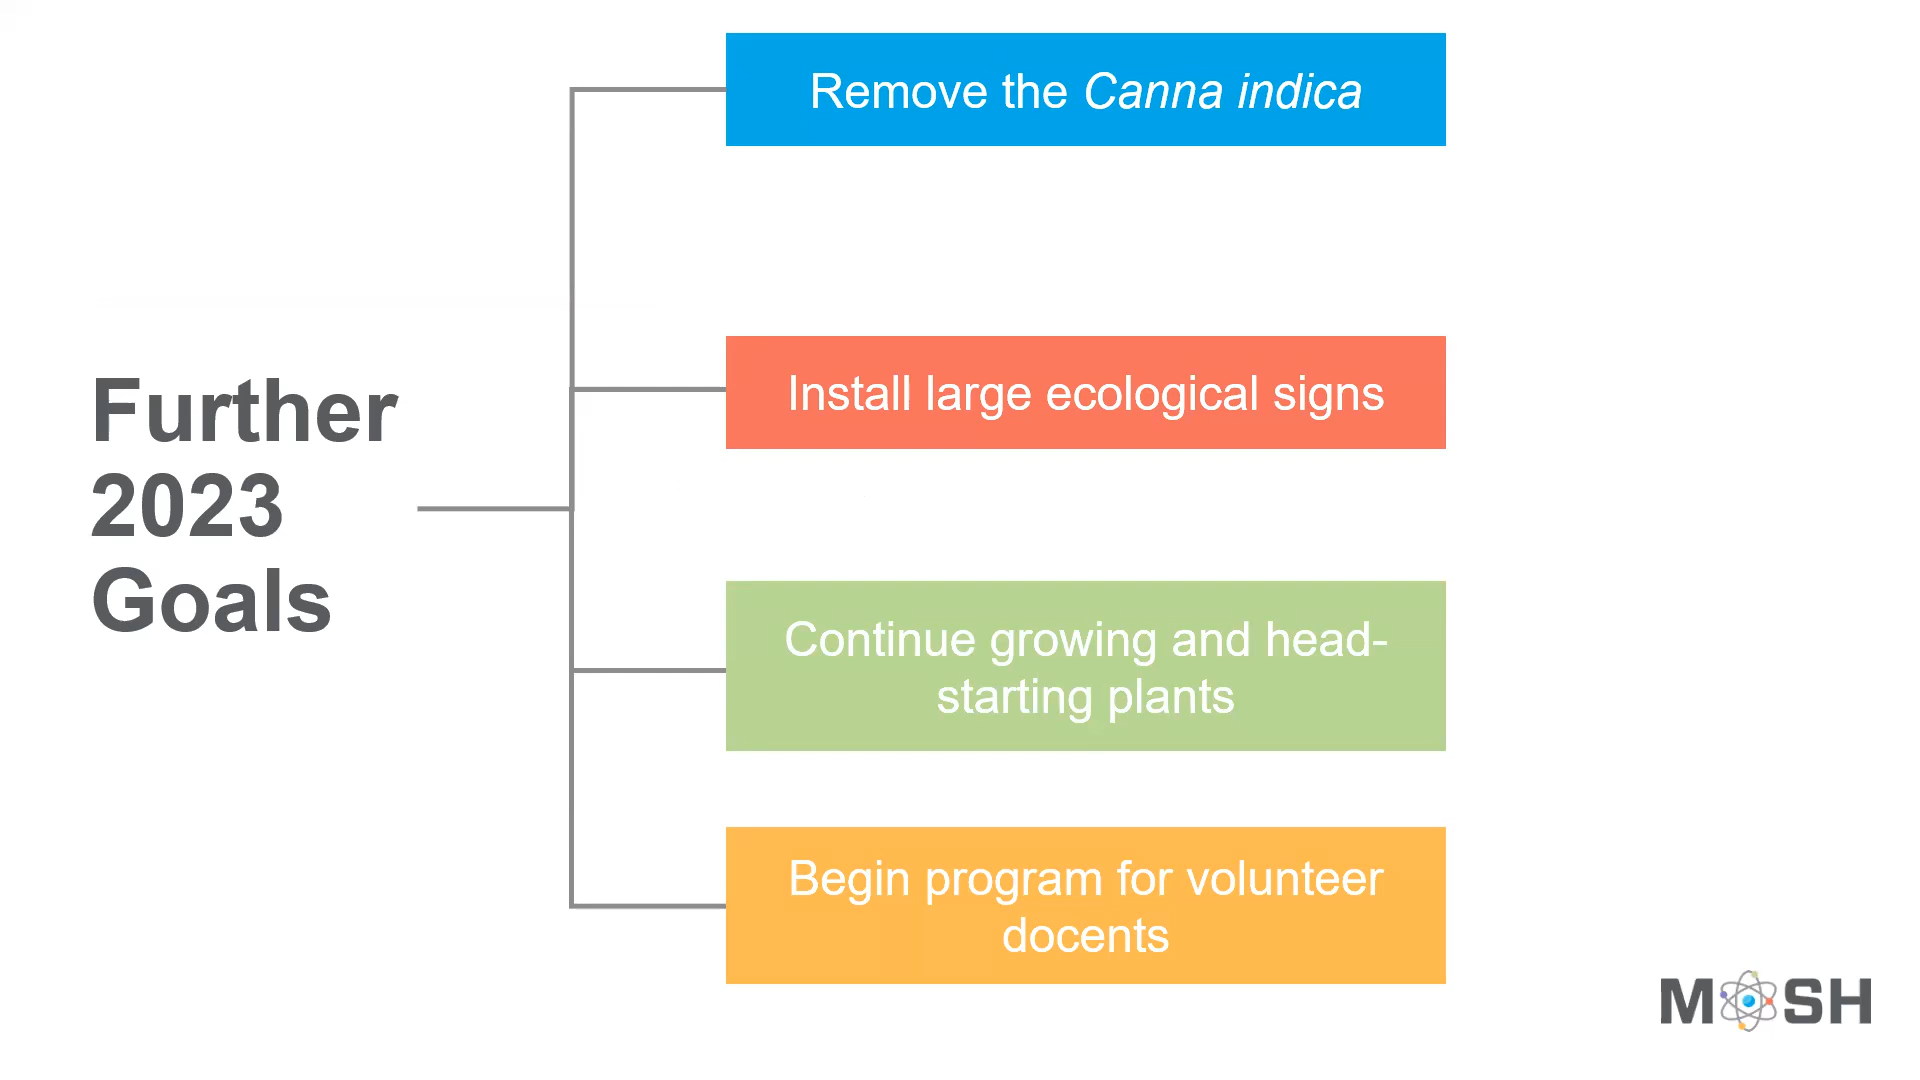 Further
2023
Goals
Remove the Canna indica
Install large ecological signs
Continue growing and head-
starting plants
Begin program for volunteer
docents
MOSH